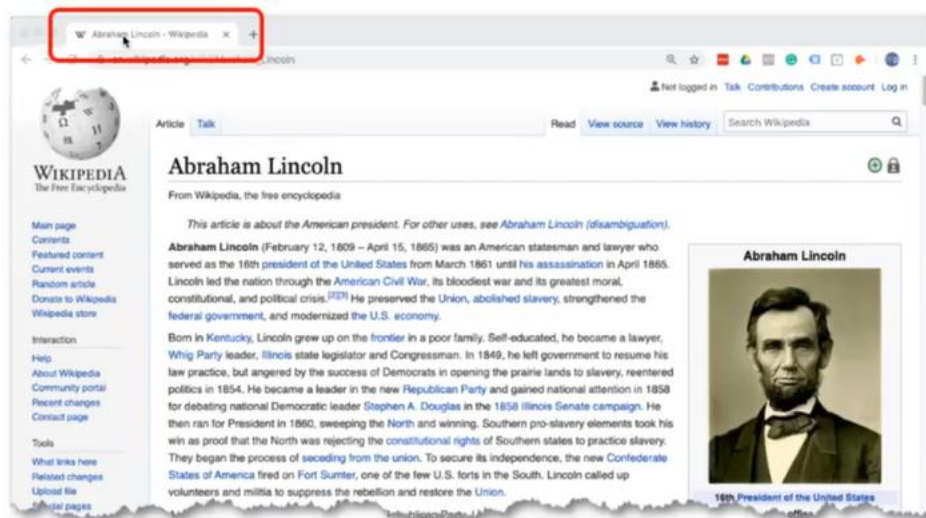 Abraham Lincoln - Wikipedia
Not logged in Talk Contributions Create account Log in
Article Talk
Read View source View history Search Wikipedia
WIKIPEDIA
The Free Encyclopedia
Main page
Contents
Featured content
Current events
Random article
Donate to Wikipedia
Wikipedia store
Interaction
Help
About Wikipedia
Community portal
Recent changes
Contact page
Tools
What links here
Related changes
Upload file
pages
Abraham Lincoln
From Wikipedia, the free encyclopedia
This article is about the American president. For other uses, see Abraham Lincoln (disambiguation).
Abraham Lincoln (February 12, 1809 – April 15, 1865) was an American statesman and lawyer who
served as the 16th president of the United States from March 1861 until his assassination in April 1865.
Lincoln led the nation through the American Civil War, its bloodiest war and its greatest moral,
constitutional, and political crisis.[2][3] He preserved the Union, abolished slavery, strengthened the
federal government, and modernized the U.S. economy.
Born in Kentucky, Lincoln grew up on the frontier in a poor family. Self-educated, he became a lawyer,
Whig Party leader, Illinois state legislator and Congressman. In 1849, he left government to resume his
law practice, but angered by the success of Democrats in opening the prairie lands to slavery, reentered
politics in 1854. He became a leader in the new Republican Party and gained national attention in 1858
for debating national Democratic leader Stephen A. Douglas in the 1858 Illinois Senate campaign. He
then ran for President in 1860, sweeping the North and winning. Southern pro-slavery elements took his
win as proof that the North was rejecting the constitutional rights of Southern states to practice slavery.
They began the process of seceding from the union. To secure its independence, the new Confederate
States of America fired on Fort Sumter, one of the few U.S. forts in the South. Lincoln called up
volunteers and militia to suppress the rebellion and restore the Union.
Abraham Lincoln
16th President of the United States